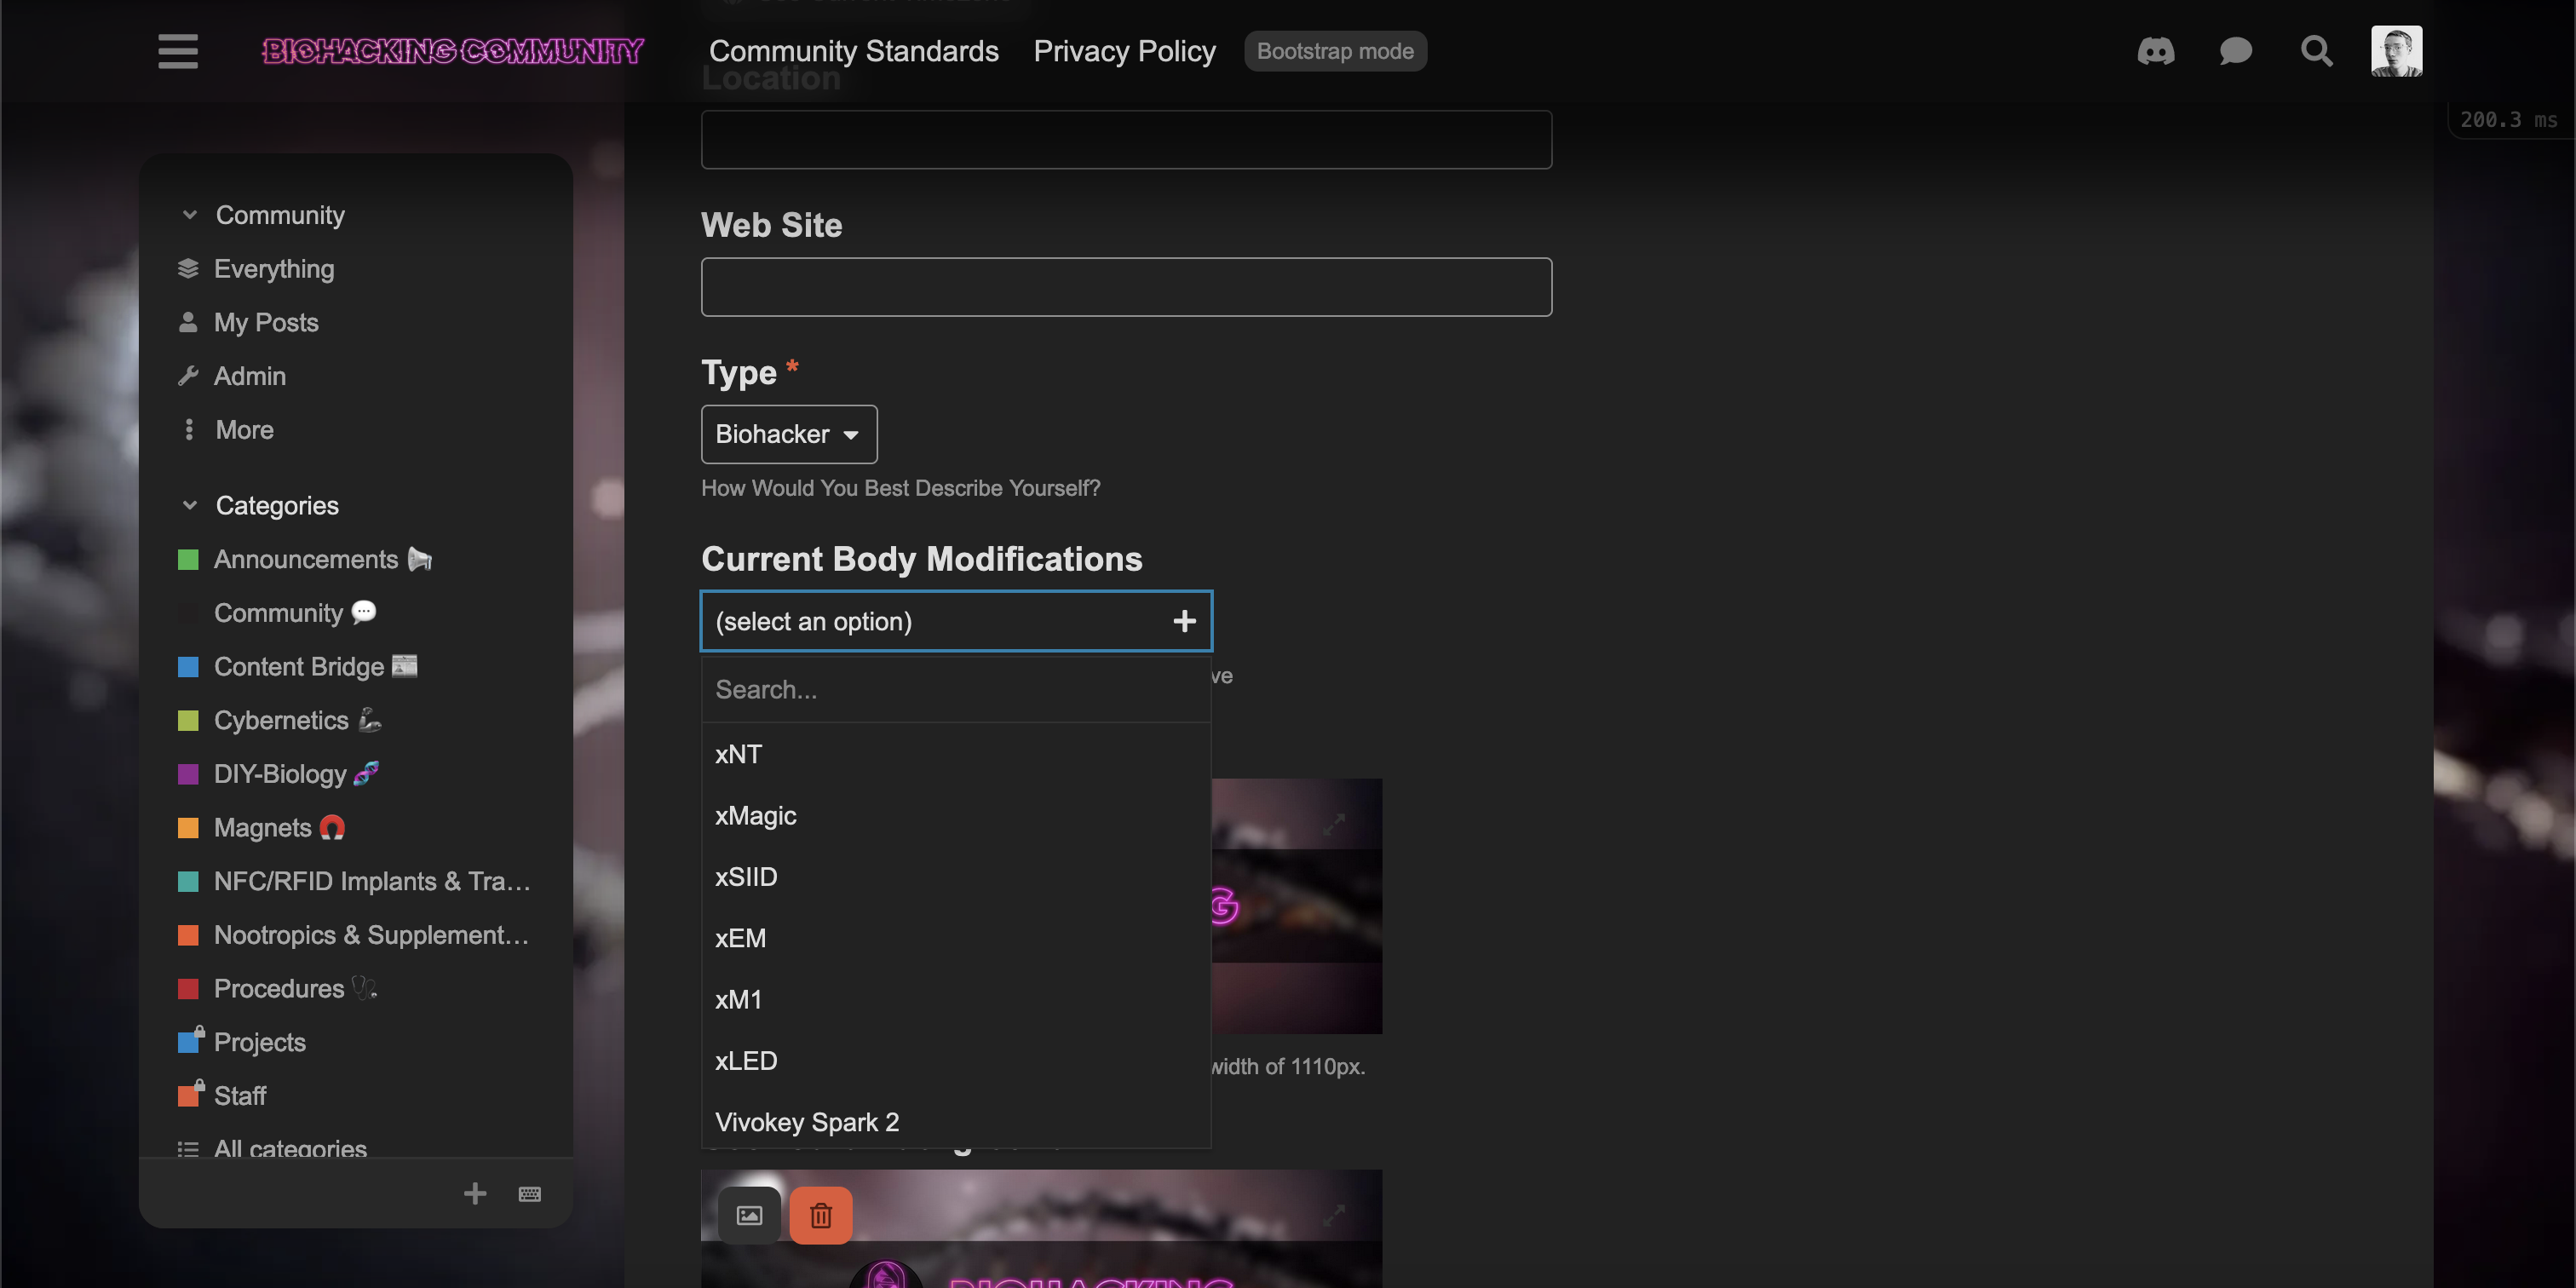 BIOHACKING COMMUNITY
Community Standards
Privacy Policy
Bootstrap mode
200.3 ms
Community
Everything
My Posts
Admin
More
Categories
Announcements
Community
Content Bridge
Cybernetics
DIY-Biology
Magnets
NFC/RFID Implants & Tra...
Nootropics & Supplement...
Procedures
Projects
Staff
All categories
Location
Web Site
Type *
Biohacker
How Would You Best Describe Yourself?
Current Body Modifications
(select an option)
Search...
ve
xNT
xMagic
xSIID
xEM
xM1
xLED
Vivokey Spark 2
G
width of 1110px.
BIOHACKING